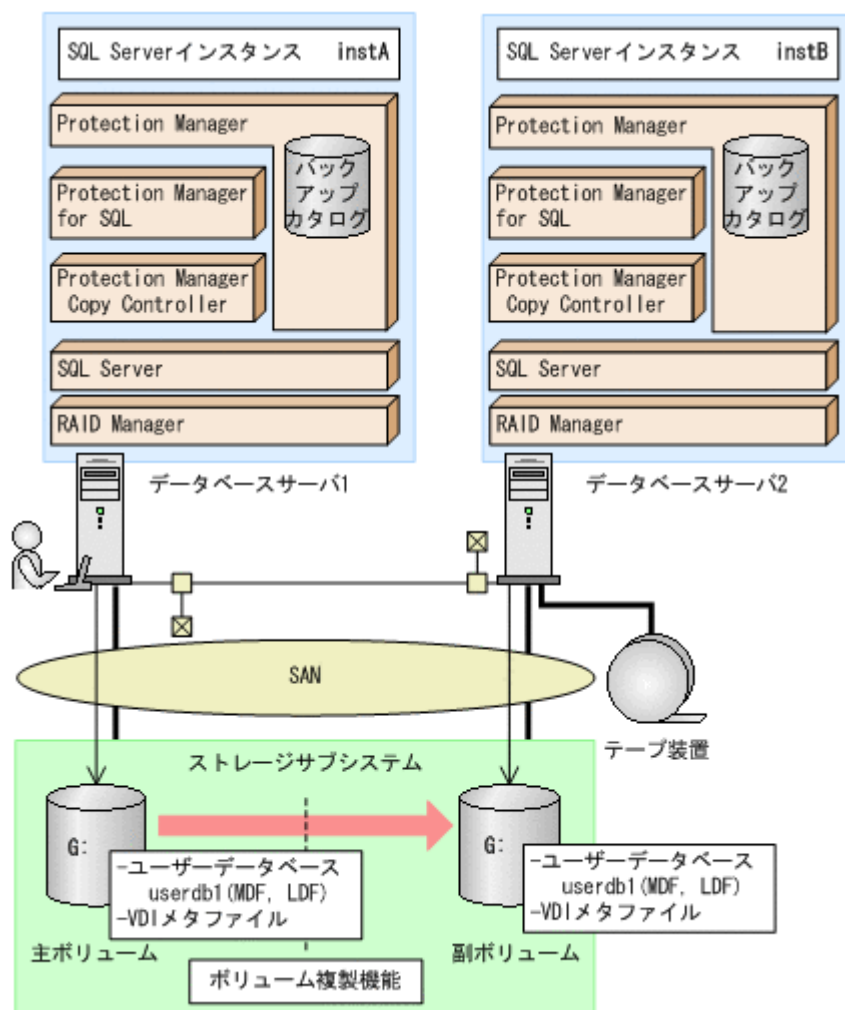 SQL Serverインスタンス instA
Protection Manager
バック
アップ
カタログ
Protection Manager
for SQL
Protection Manager
Copy Controller
SQL Server
RAID Manager
データベースサーバ1
SQL Serverインスタンス instB
Protection Manager
バック
アップ
カタログ
Protection Manager
for SQL
Protection Manager
Copy Controller
SQL Server
RAID Manager
データベースサーバ2
SAN
テープ装置
ストレージサブシステム
G:
-ユーザーデータベース
userdb1(MDF, LDF)
-VDIメタファイル
主ボリューム
G:
-ユーザーデータベース
userdb1(MDF, LDF)
-VDIメタファイル
副ボリューム
ボリューム複製機能